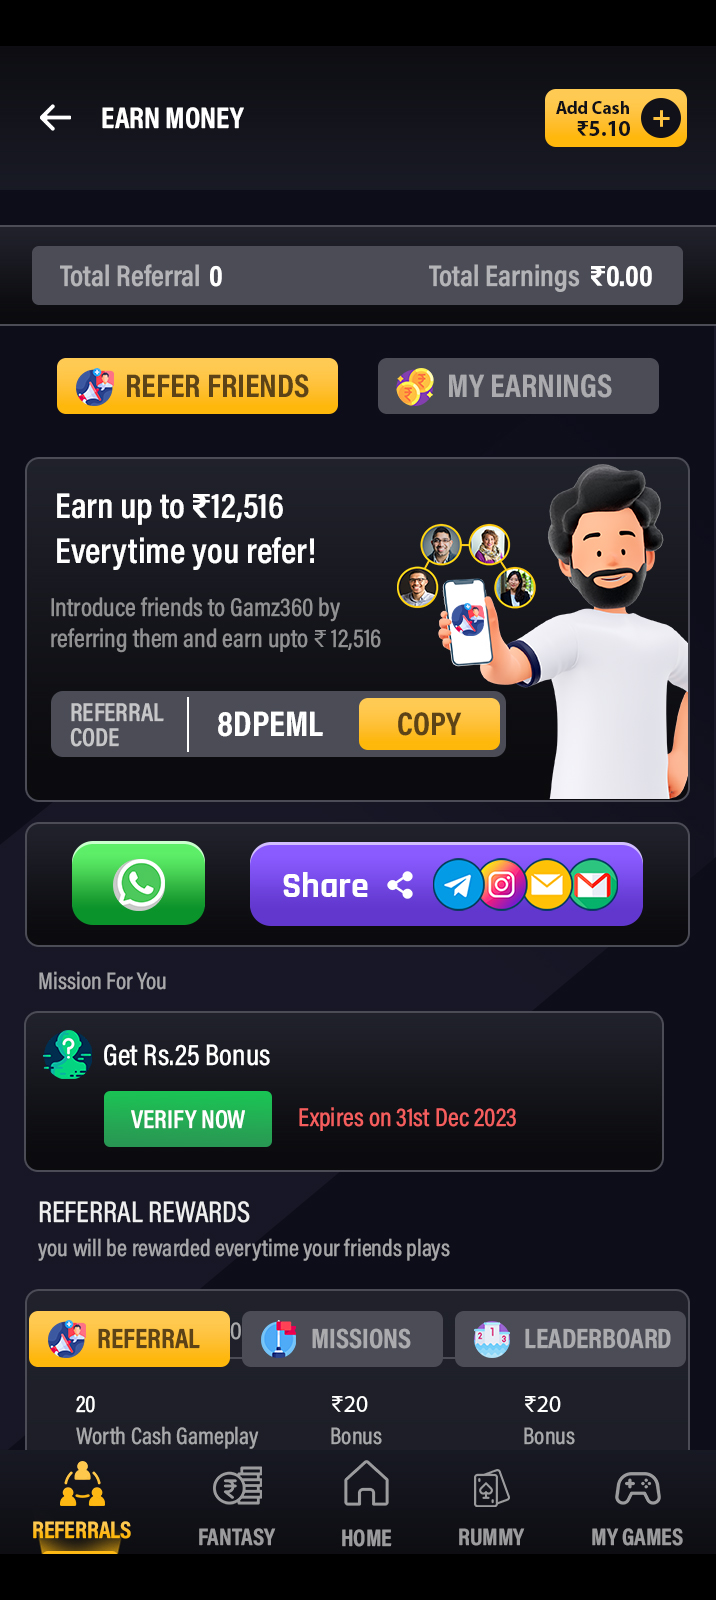 EARN MONEY
Add Cash
₹5.10
Total Referral 0
Total Earnings ₹0.00
REFER FRIENDS
MY EARNINGS
Earn up to ₹12,516
Everytime you refer!
Introduce friends to Gamz360 by
referring them and earn upto ₹ 12,516
REFERRAL
CODE
8DPEML
COPY
Share
Mission For You
Get Rs.25 Bonus
VERIFY NOW
Expires on 31st Dec 2023
REFERRAL REWARDS
you will be rewarded everytime your friends plays
REFERRAL
MISSIONS
LEADERBOARD
20
₹20
₹20
Worth Cash Gameplay
Bonus
Bonus
REFERRALS
FANTASY
HOME
RUMMY
MY GAMES